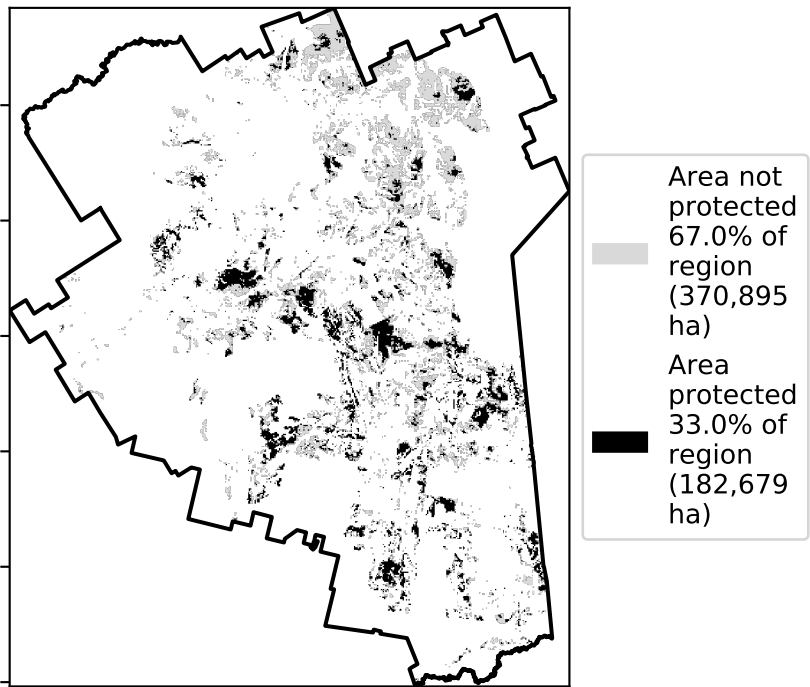 Area not
protected
67.0% of
region
(370,895
ha)
Area
protected
33.0% of
region
(182,679
ha)